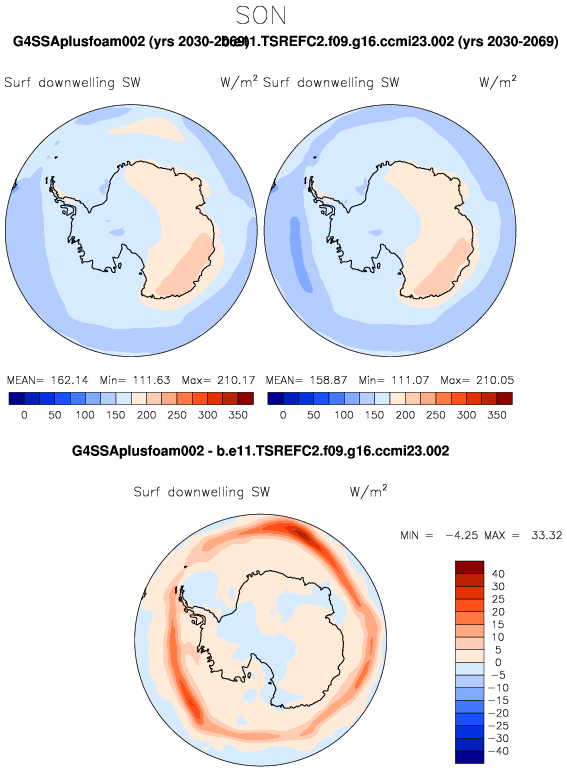 SON
G4SSAplusfoam002 (yrs 2030-2069) b.e11.TSREFC2.f09.g16.ccmi23.002 (yrs 2030-2069)
Surf downwelling SW W/m² Surf downwelling SW W/m²
MEAN= 162.14 Min= 111.63 Max= 210.17 MEAN= 158.87 Min= 111.07 Max= 210.05
0 50 100 150 200 250 300 350 0 50 100 150 200 250 300 350
G4SSAplusfoam002 - b.e11.TSREFC2.f09.g16.ccmi23.002
Surf downwelling SW W/m²
MIN = -4.25 MAX = 33.32
40
30
25
20
15
10
5
0
-5
-10
-15
-20
-25
-30
-40